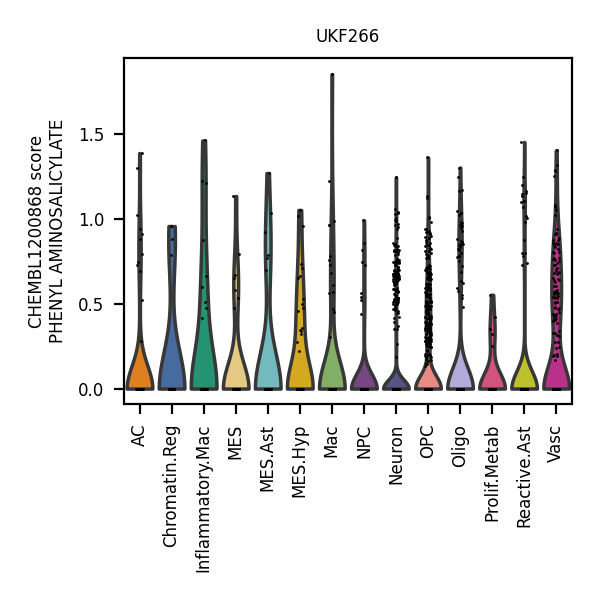 UKF266
CHEMBL1200868 score
PHENYL AMINOSALICYLATE
1.5
1.0
0.5
0.0
AC
Chromatin.Reg
Inflammatory.Mac
MES
MES.Ast
MES.Hyp
Mac
NPC
Neuron
OPC
Oligo
Prolif.Metab
Reactive.Ast
Vasc